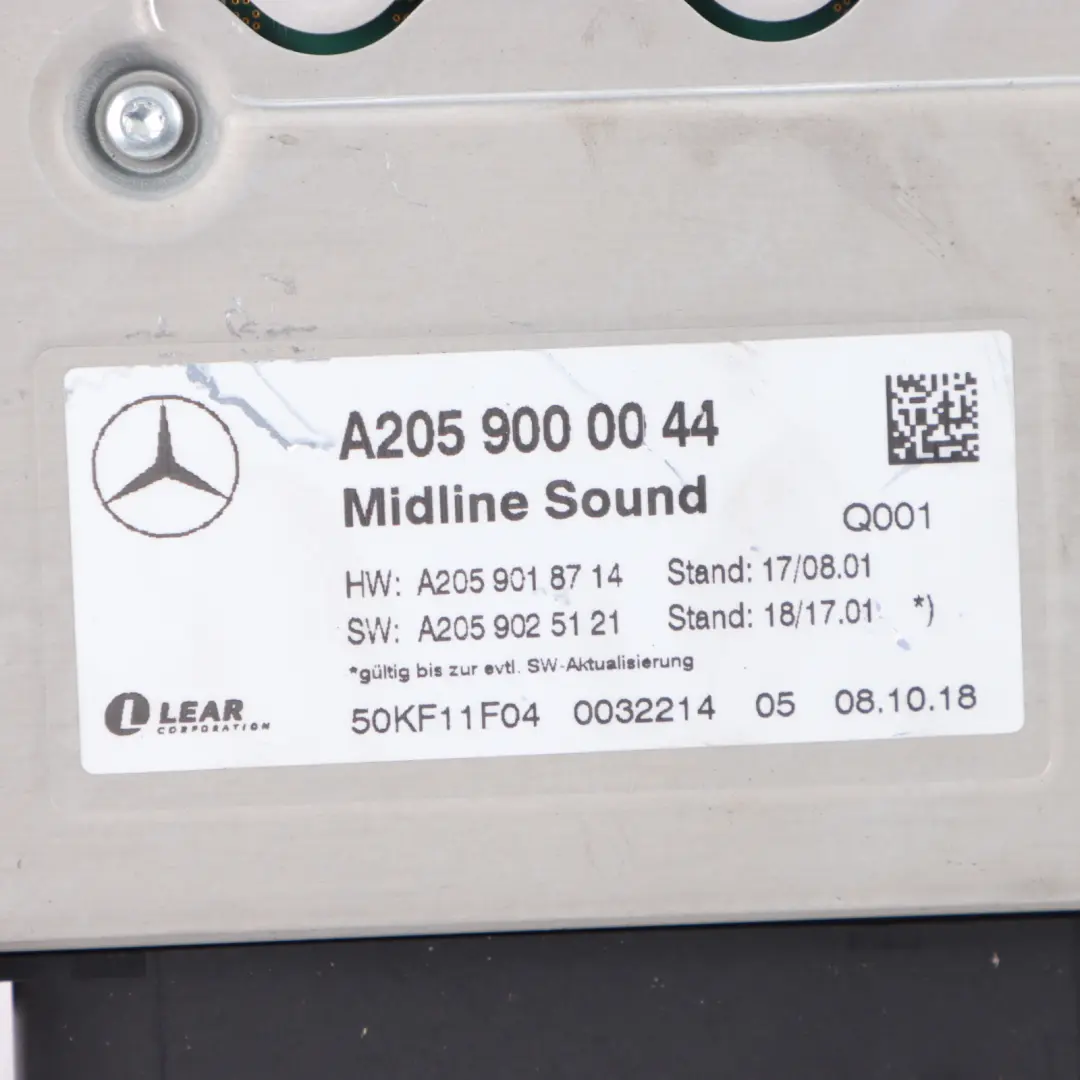 A205 900 00 44
Midline Sound
Q001
HW: A205 901 87 14 Stand: 17/08.01
SW: A205 902 51 21 Stand: 18/17.01 *)
*gültig bis zur evtl. SW-Aktualisierung
LEAR
CORPORATION
50KF11F04 0032214 05 08.10.18